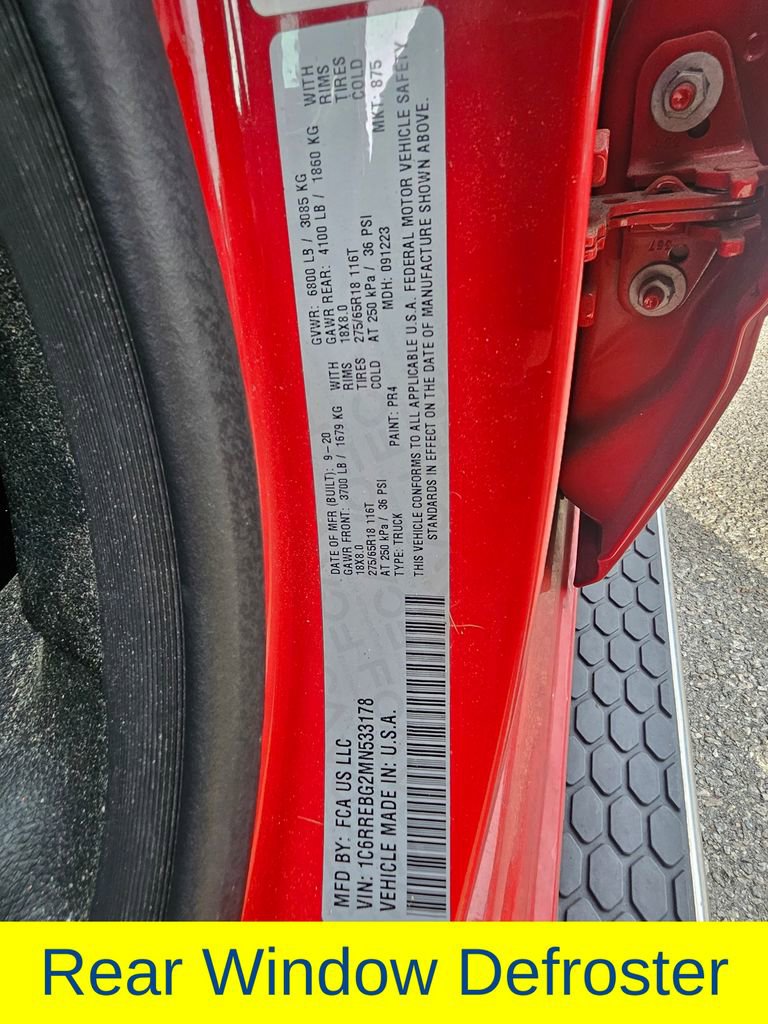 MFD BY: FCA US LLC
VIN: 1C6RREBG2MN533178
VEHICLE MADE IN: U.S.A.
DATE OF MFR (BUILT): 9-20
GAWR FRONT: 3700 LB / 1679 KG WITH
18X8.0 RIMS
275/65R18 116T TIRES
AT 250 kPa / 36 PSI COLD
TYPE: TRUCK PAINT: PR4
GVWR: 6800 LB / 3085 KG
GAWR REAR: 4100 LB / 1860 KG WITH
18X8.0 RIMS
275/65R18 116T TIRES
AT 250 kPa / 36 PSI COLD
MDH: 091223 MKT: 875
THIS VEHICLE CONFORMS TO ALL APPLICABLE U.S.A. FEDERAL MOTOR VEHICLE SAFETY
STANDARDS IN EFFECT ON THE DATE OF MANUFACTURE SHOWN ABOVE.
Rear Window Defroster